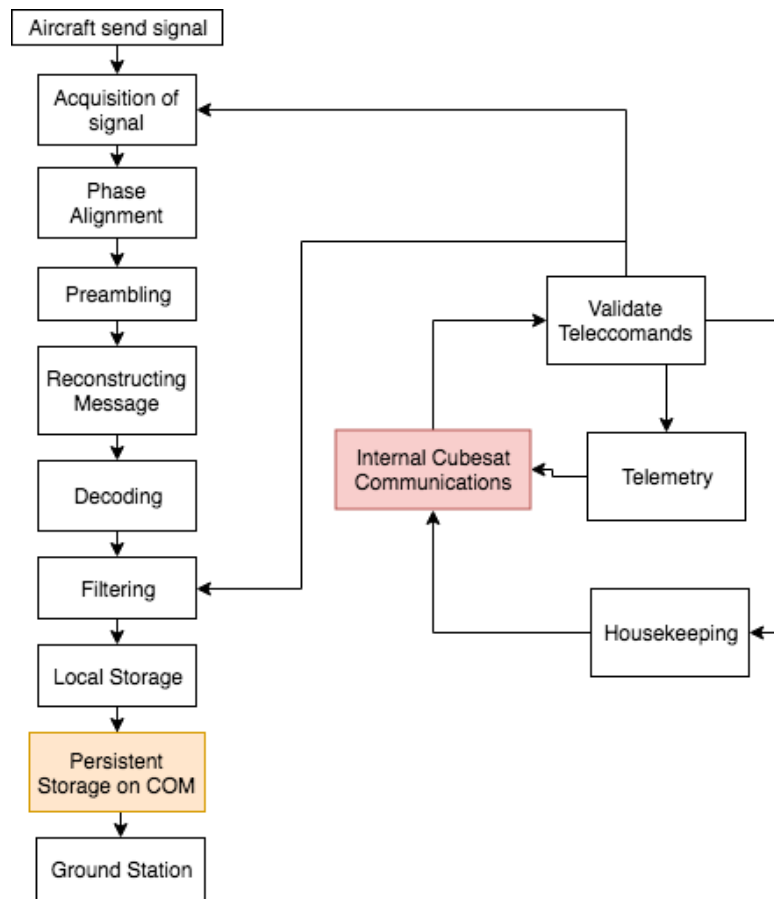 Aircraft send signal
Acquisition of
signal
Phase
Alignment
Preambling
Reconstructing
Message
Decoding
Filtering
Local Storage
Persistent
Storage on COM
Ground Station
Validate
Teleccomands
Internal Cubesat
Communications
Telemetry
Housekeeping